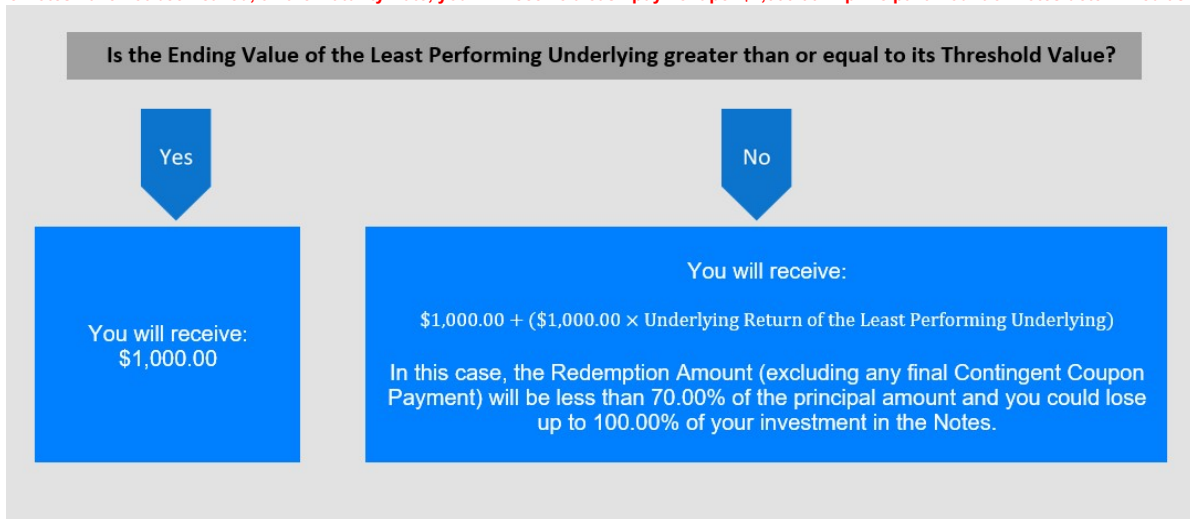 Is the Ending Value of the Least Performing Underlying greater than or equal to its Threshold Value?
Yes
No
You will receive:
$1,000.00
You will receive:
$1,000.00 + ($1,000.00 × Underlying Return of the Least Performing Underlying)
In this case, the Redemption Amount (excluding any final Contingent Coupon
Payment) will be less than 70.00% of the principal amount and you could lose
up to 100.00% of your investment in the Notes.